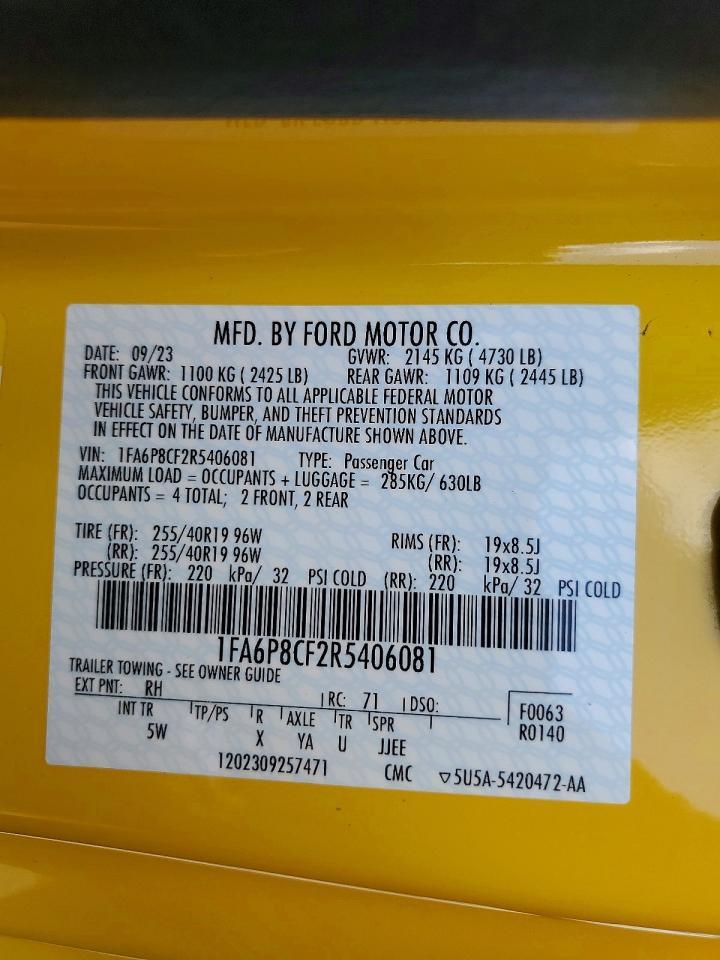 MFD. BY FORD MOTOR CO.
DATE: 09/23 GVWR: 2145 KG ( 4730 LB)
FRONT GAWR: 1100 KG ( 2425 LB) REAR GAWR: 1109 KG ( 2445 LB)
THIS VEHICLE CONFORMS TO ALL APPLICABLE FEDERAL MOTOR
VEHICLE SAFETY, BUMPER, AND THEFT PREVENTION STANDARDS
IN EFFECT ON THE DATE OF MANUFACTURE SHOWN ABOVE.
VIN: 1FA6P8CF2R5406081 TYPE: Passenger Car
MAXIMUM LOAD = OCCUPANTS + LUGGAGE = 285KG/ 630LB
OCCUPANTS = 4 TOTAL; 2 FRONT, 2 REAR
TIRE (FR): 255/40R19 96W RIMS (FR): 19x8.5J
(RR): 255/40R19 96W (RR): 19x8.5J
PRESSURE (FR): 220 kPa/ 32 PSI COLD (RR): 220 kPa/ 32 PSI COLD
1FA6P8CF2R5406081
TRAILER TOWING - SEE OWNER GUIDE
EXT PNT: RH RC: 71 DSO: F0063
INT TR TP/PS R AXLE TR SPR R0140
5W X YA U JJEE
1202309257471 CMC ▽5U5A-5420472-AA